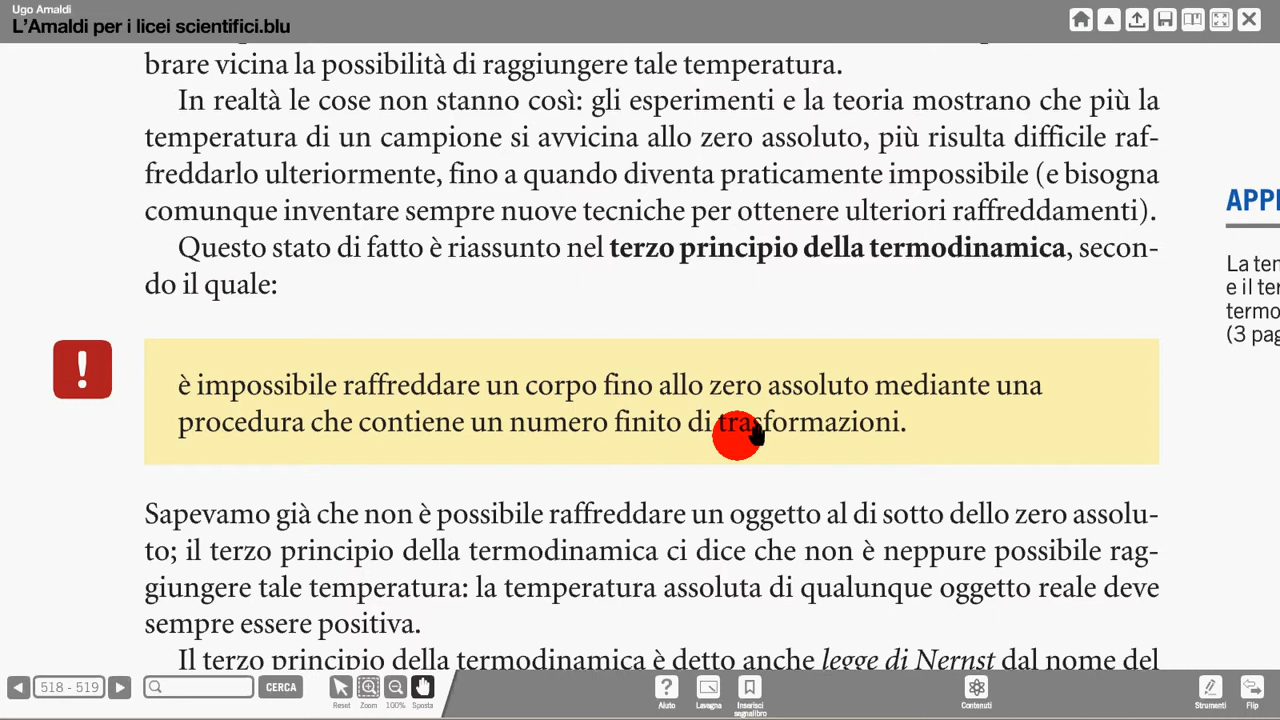 Ugo Amaldi
L'Amaldi per i licei scientifici.blu
brare vicina la possibilità di raggiungere tale temperatura.
In realtà le cose non stanno così: gli esperimenti e la teoria mostrano che più la
temperatura di un campione si avvicina allo zero assoluto, più risulta difficile raf-
freddarlo ulteriormente, fino a quando diventa praticamente impossibile (e bisogna
comunque inventare sempre nuove tecniche per ottenere ulteriori raffreddamenti).
Questo stato di fatto è riassunto nel terzo principio della termodinamica, secon-
do il quale:
è impossibile raffreddare un corpo fino allo zero assoluto mediante una
procedura che contiene un numero finito di trasformazioni.
Sapevamo già che non è possibile raffreddare un oggetto al di sotto dello zero assolu-
to; il terzo principio della termodinamica ci dice che non è neppure possibile rag-
giungere tale temperatura: la temperatura assoluta di qualunque oggetto reale deve
sempre essere positiva.
Il terzo principio della termodinamica è detto anche legge di Nernst dal nome del
APP
La te
e il te
termo
(3 pag
518 - 519
CERCA
Reset
Zoom
100%
Sposta
Aiuto
Lavagna
Inserisci
segnalibro
Contenuti
Strumenti
Flip